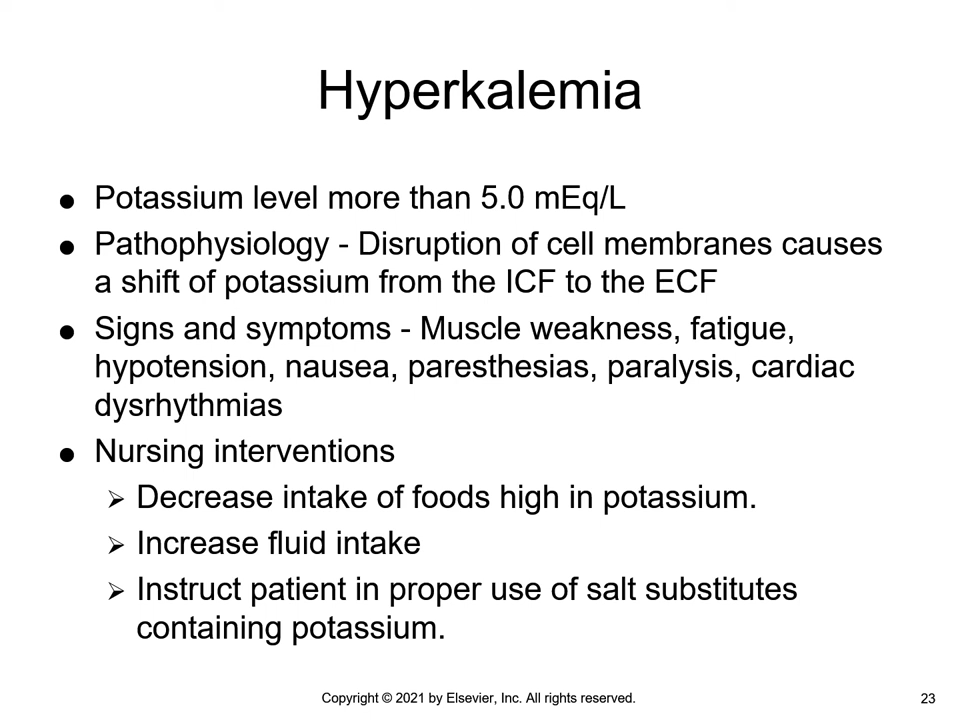 Hyperkalemia
● Potassium level more than 5.0 mEq/L
● Pathophysiology - Disruption of cell membranes causes
a shift of potassium from the ICF to the ECF
● Signs and symptoms - Muscle weakness, fatigue,
hypotension, nausea, paresthesias, paralysis, cardiac
dysrhythmias
● Nursing interventions
➢ Decrease intake of foods high in potassium.
➢ Increase fluid intake
➢ Instruct patient in proper use of salt substitutes
containing potassium.
Copyright © 2021 by Elsevier, Inc. All rights reserved.
23